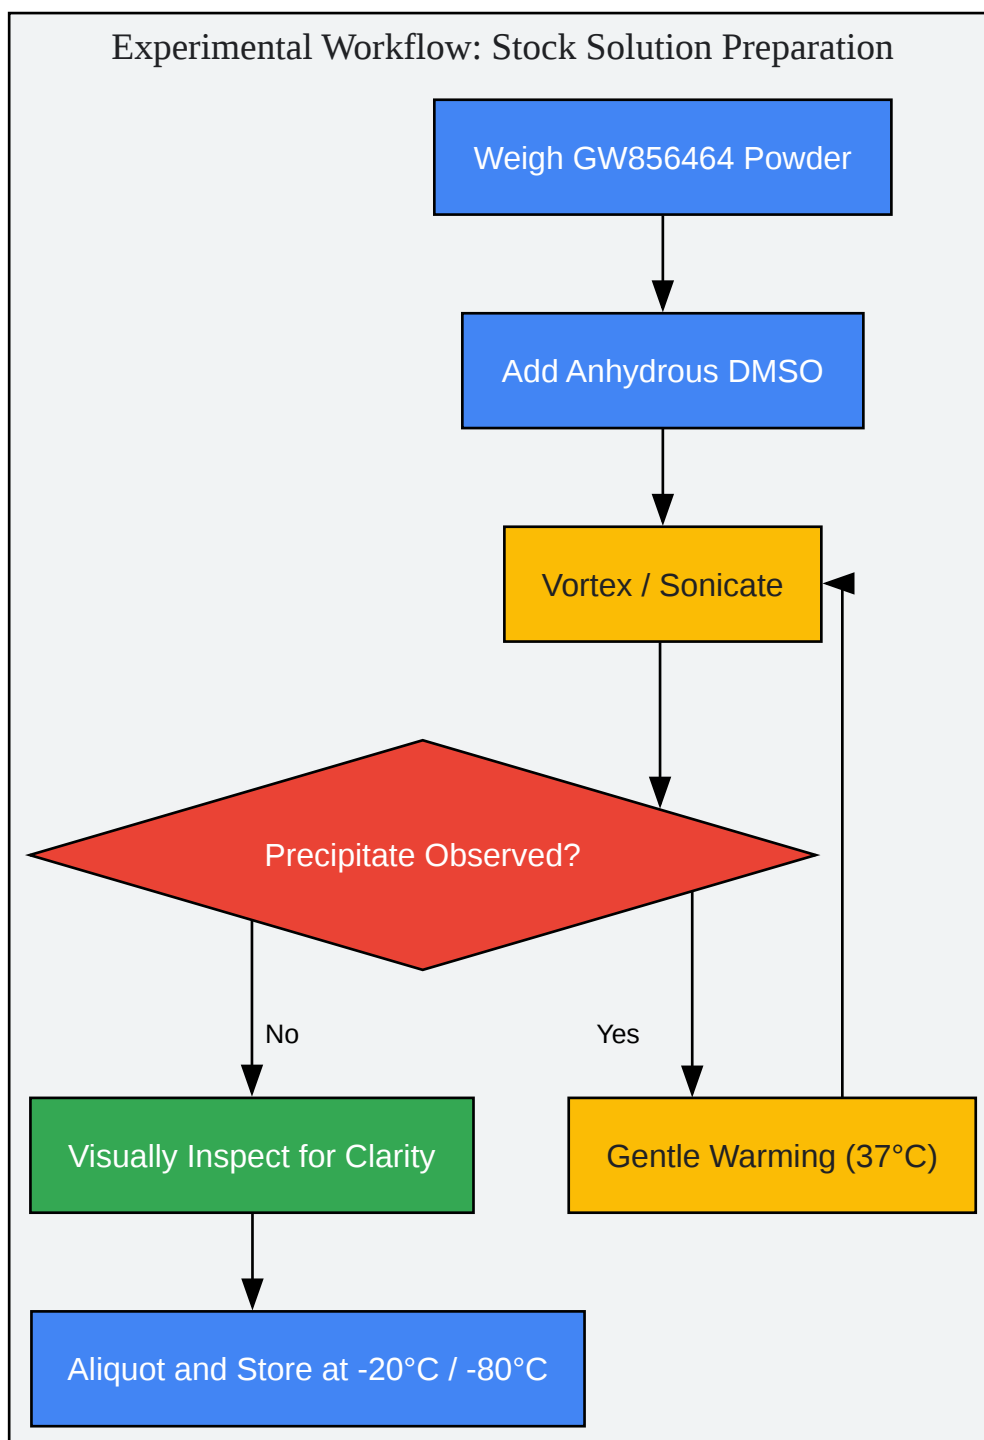 Experimental Workflow: Stock Solution Preparation
Weigh GW856464 Powder
Add Anhydrous DMSO
Vortex / Sonicate
Precipitate Observed?
No
Yes
Visually Inspect for Clarity
Gentle Warming (37°C)
Aliquot and Store at -20°C / -80°C